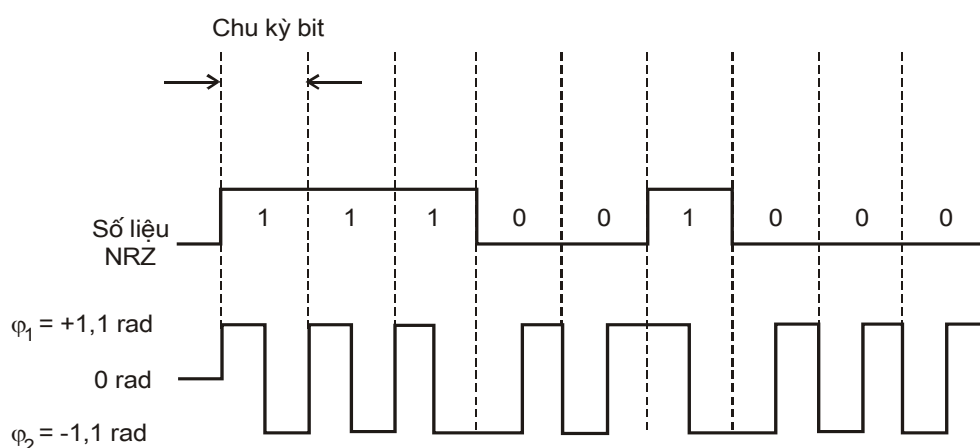 Chu kỳ bit
1 1 1 0 0 1 0 0 0
Số liệu
NRZ
φ1 = +1,1 rad
0 rad
φ2 = -1,1 rad